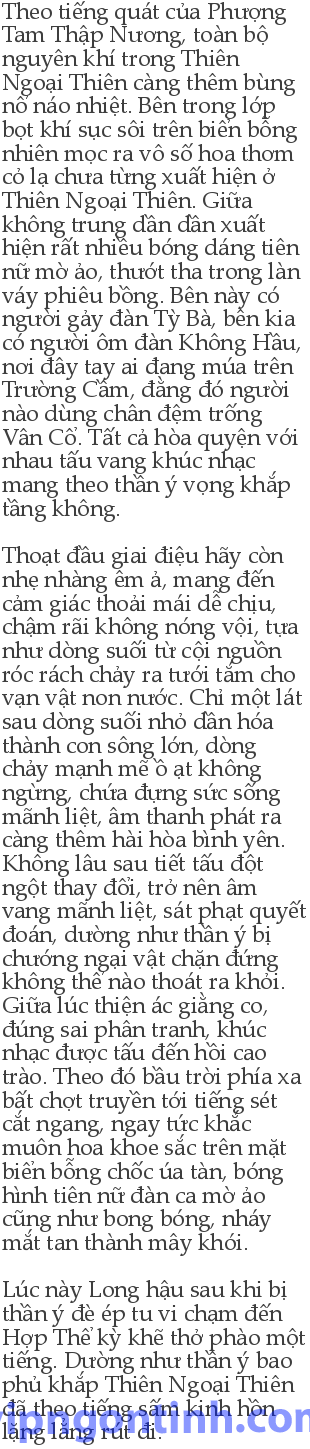 Theo tiếng quát của Phượng
Tam Thập Nương, toàn bộ
nguyên khí trong Thiên
Ngoại Thiên càng thêm bùng
nổ náo nhiệt. Bên trong lớp
bọt khí sục sôi trên biển bỗng
nhiên mọc ra vô số hoa thơm
cỏ lạ chưa từng xuất hiện ở
Thiên Ngoại Thiên. Giữa
không trung dần dần xuất
hiện rất nhiều bóng dáng tiên
nữ mờ ảo, thướt tha trong làn
váy phiêu bồng. Bên này có
người gảy đàn Tỳ Bà, bên kia
có người ôm đàn Không Hầu,
nơi đây tay ai đang múa trên
Trường Cầm, đằng đó người
nào dùng chân đệm trống
Vân Cổ. Tất cả hòa quyện với
nhau tấu vang khúc nhạc
mang theo thần ý vọng khắp
tầng không.
Thoạt đầu giai điệu hãy còn
nhẹ nhàng êm ả, mang đến
cảm giác thoải mái dễ chịu,
chậm rãi không nóng vội, tựa
như dòng suối từ cội nguồn
róc rách chảy ra tưới tắm cho
vạn vật non nước. Chỉ một lát
sau dòng suối nhỏ dần hóa
thành con sông lớn, dòng
chảy mạnh mẽ ồ ạt không
ngừng, chứa đựng sức sống
mãnh liệt, âm thanh phát ra
càng thêm hài hòa bình yên.
Không lâu sau tiết tấu đột
ngột thay đổi, trở nên âm
vang mãnh liệt, sát phạt quyết
đoán, dường như thần ý bị
chướng ngại vật chặn đứng
không thể nào thoát ra khỏi.
Giữa lúc thiện ác giằng co,
đúng sai phân tranh, khúc
nhạc được tấu đến hồi cao
trào. Theo đó bầu trời phía xa
bất chợt truyền tới tiếng sét
cắt ngang, ngay tức khắc
muôn hoa khoe sắc trên mặt
biển bỗng chốc úa tàn, bóng
hình tiên nữ đàn ca mờ ảo
cũng như bong bóng, nháy
mắt tan thành mây khói.
Lúc này Long hậu sau khi bị
thần ý đè ép tu vi chạm đến
Hợp Thể kỳ khẽ thở phào một
tiếng. Dường như thần ý bao
phủ khắp Thiên Ngoại Thiên
đã theo tiếng sấm kinh hồn
lẳng lặng rút đi.
vipngontinh.com